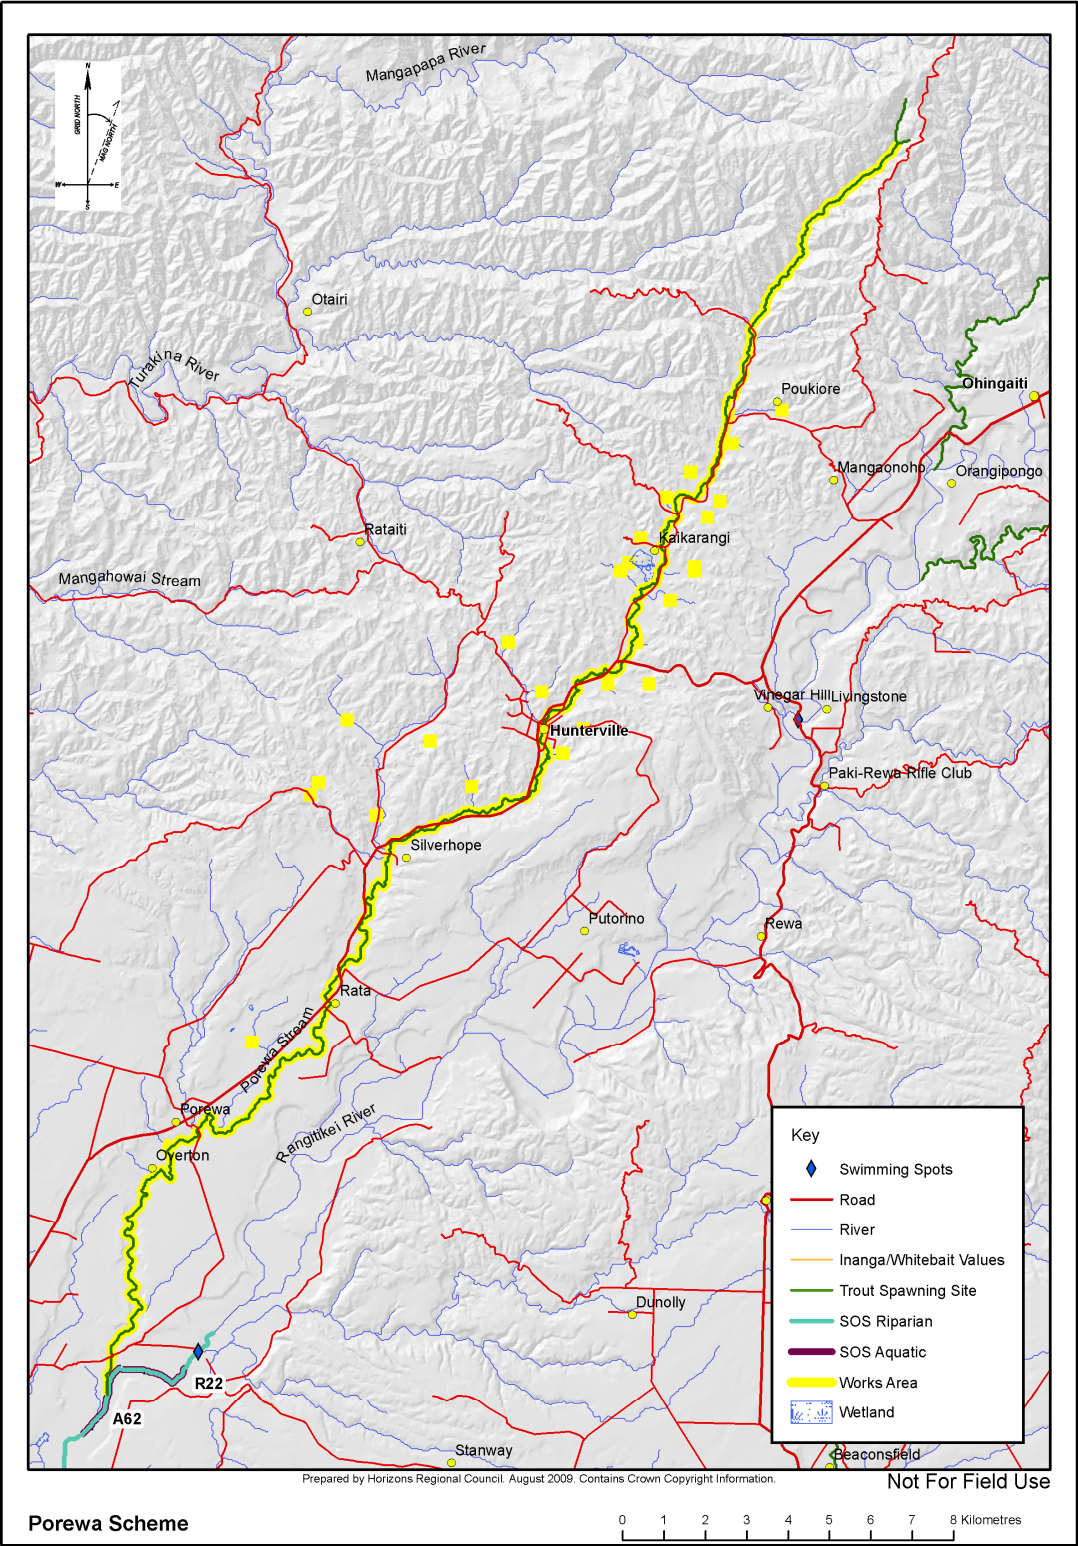 Mangapapa River
N
GRID NORTH
MAG NORTH
W
E
S
Otairi
Turakina River
Poukiore
Ohingaiti
Mangaonoho
Orangipongo
Rataiti
Kaikarangi
Mangahowai Stream
Vinegar Hill
Livingstone
Hunterville
Paki-Rewa Rifle Club
Silverhope
Putorino
Rewa
Rata
Porewa Stream
Porewa
Rangitikei River
Overton
Key
Swimming Spots
Road
River
Inanga/Whitebait Values
Trout Spawning Site
SOS Riparian
SOS Aquatic
Works Area
Wetland
Dunolly
R22
A62
Stanway
Beaconsfield
Prepared by Horizons Regional Council. August 2009. Contains Crown Copyright Information.
Not For Field Use
Porewa Scheme
0 1 2 3 4 5 6 7 8 Kilometres